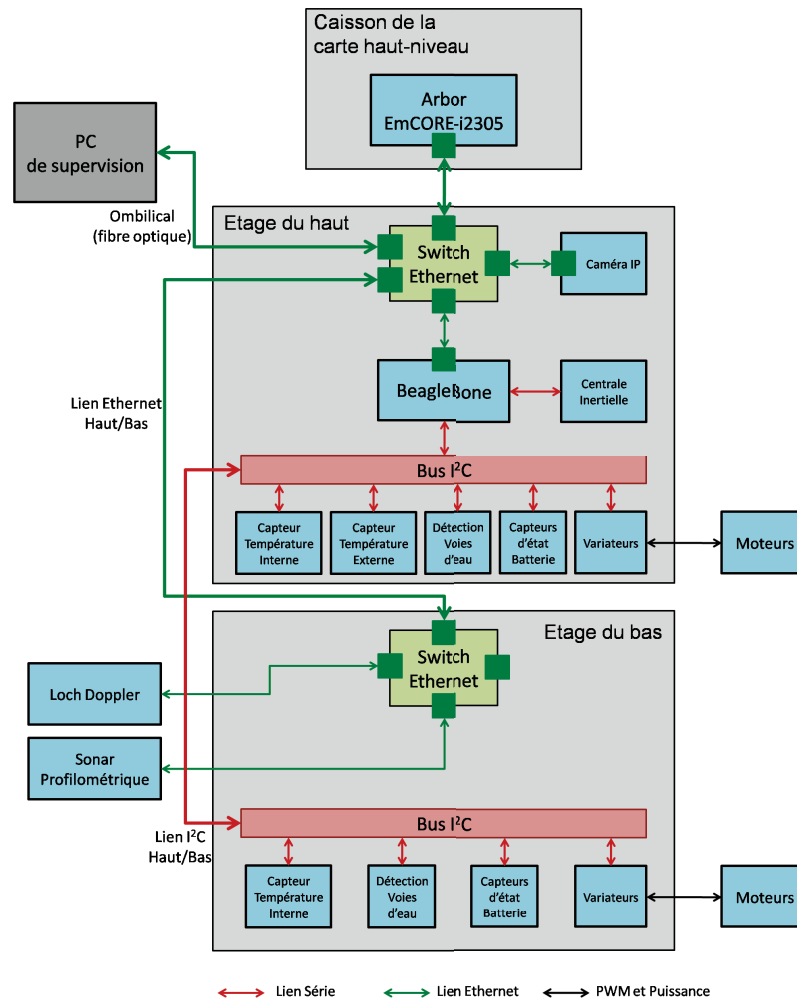 Caisson de la
carte haut-niveau
Arbor
EmCORE-i2305
PC
de supervision
Ombilical
(fibre optique)
Etage du haut
Switch
Ethernet
Caméra IP
BeagleBone
Centrale
Inertielle
Lien Ethernet
Haut/Bas
Bus I²C
Capteur
Température
Interne
Capteur
Température
Externe
Détection
Voies
d'eau
Capteurs
d'état
Batterie
Variateurs
Moteurs
Etage du bas
Switch
Ethernet
Loch Doppler
Sonar
Profilométrique
Lien I²C
Haut/Bas
Bus I²C
Capteur
Température
Interne
Détection
Voies
d'eau
Capteurs
d'état
Batterie
Variateurs
Moteurs
Lien Série
Lien Ethernet
PWM et Puissance